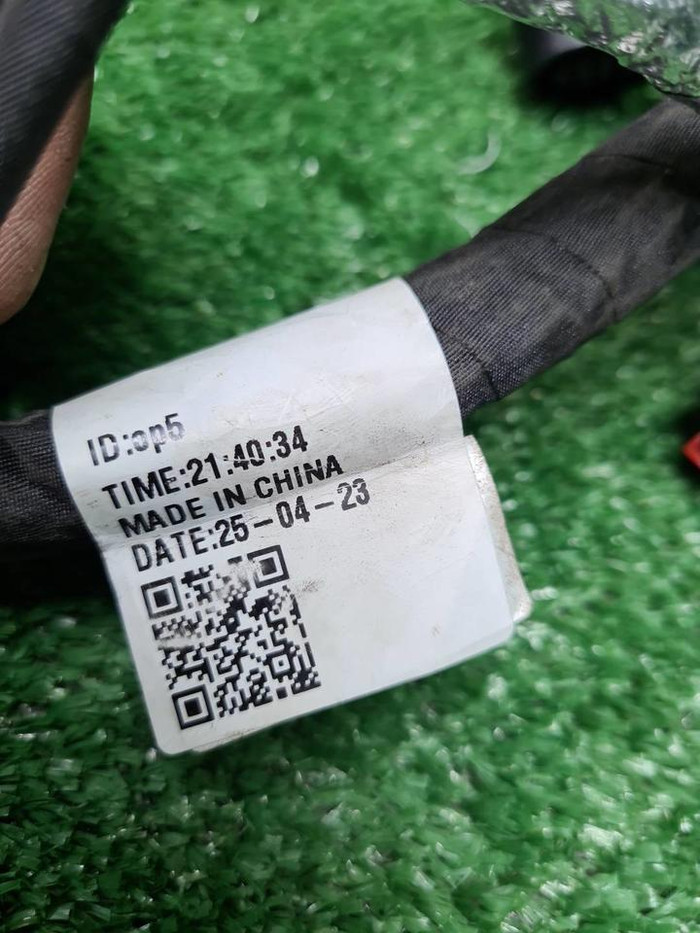 ID:op5
TIME:21:40:34
MADE IN CHINA
DATE:25-04-23